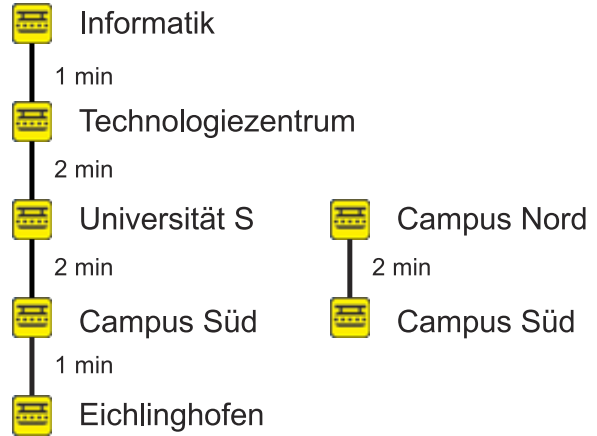 Informatik
1 min
Technologiezentrum
2 min
Universität S
2 min
Campus Süd
1 min
Eichlinghofen
Campus Nord
2 min
Campus Süd